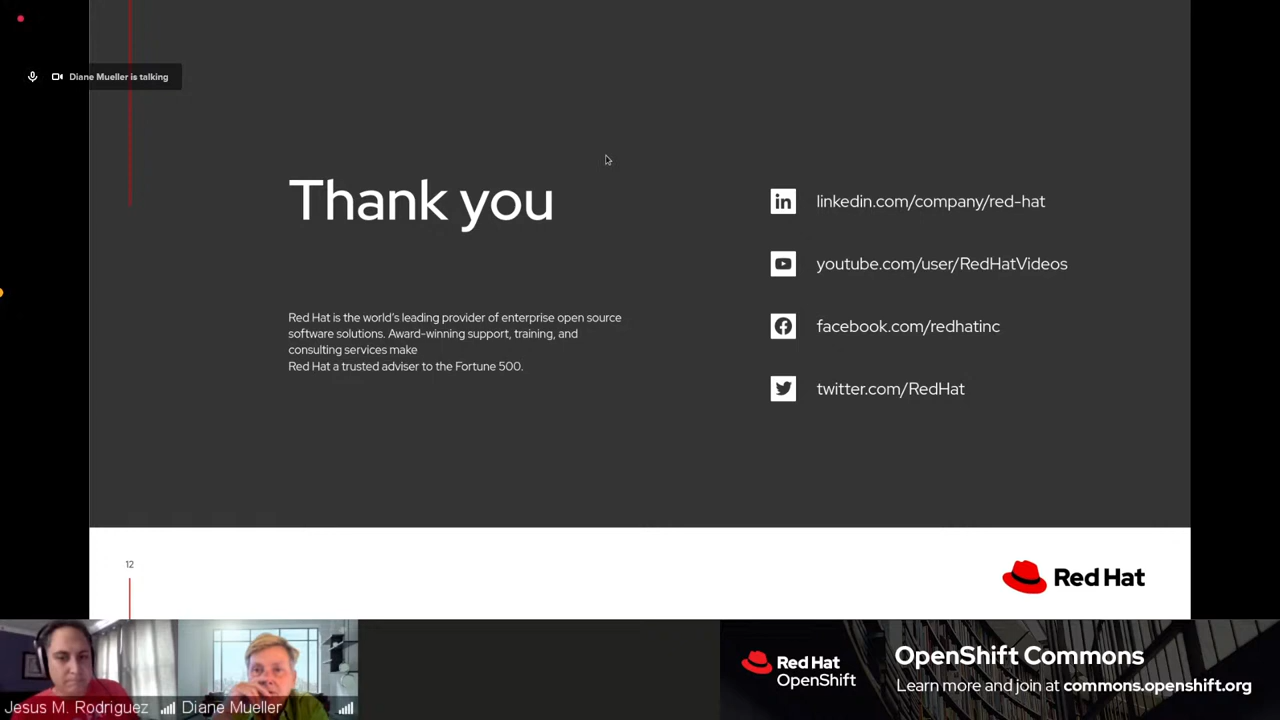 Diane Mueller is talking
Thank you
Red Hat is the world's leading provider of enterprise open source
software solutions. Award-winning support, training, and
consulting services make
Red Hat a trusted adviser to the Fortune 500.
in
linkedin.com/company/red-hat
youtube.com/user/RedHatVideos
facebook.com/redhatinc
twitter.com/RedHat
12
Red Hat
Jesus M. Rodriguez
Diane Mueller
Red Hat
OpenShift
OpenShift Commons
Learn more and join at commons.openshift.org